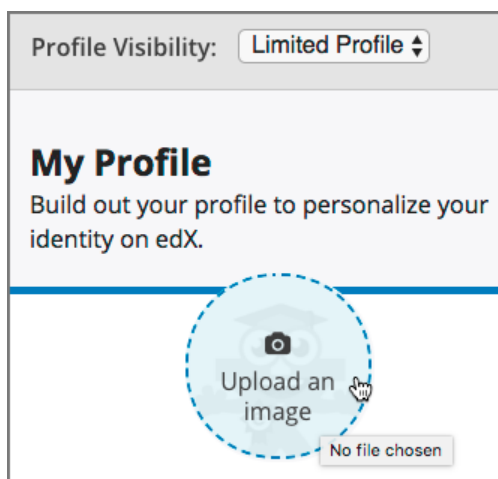 Profile Visibility: Limited Profile
My Profile
Build out your profile to personalize your
identity on edX.
Upload an
image
No file chosen